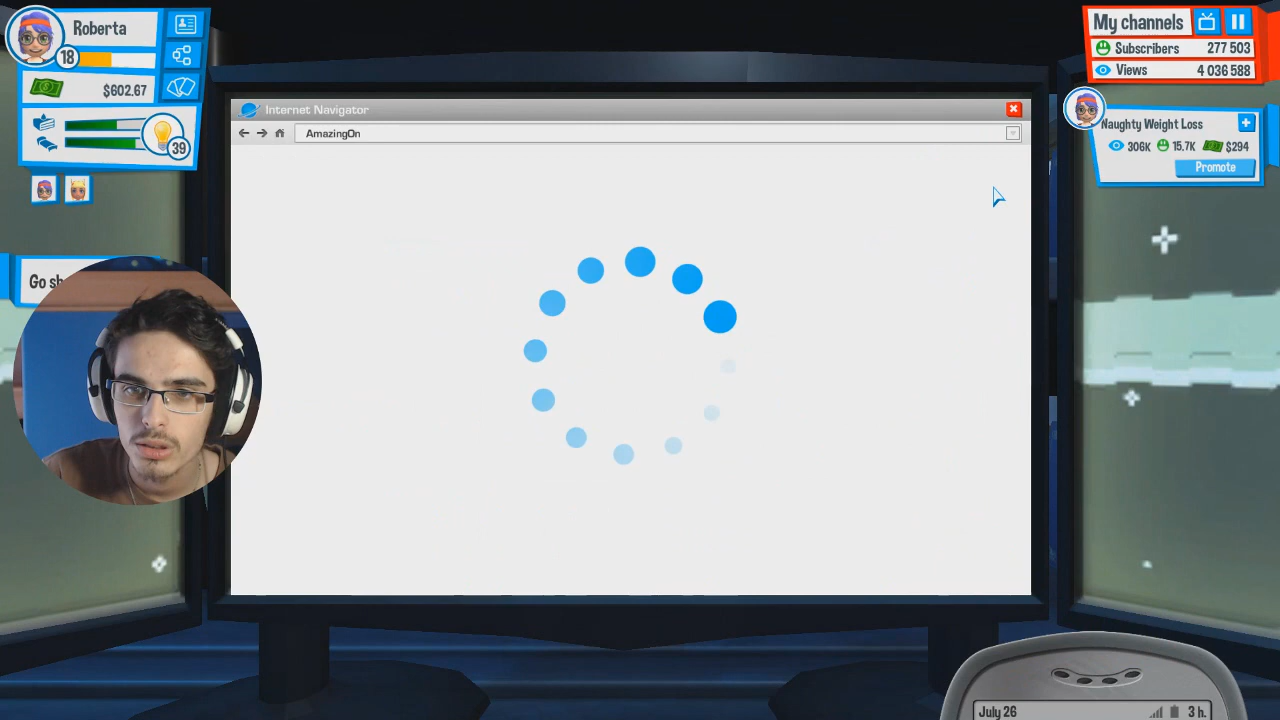 Roberta
18
$602.67
39
Go sh
Internet Navigator
AmazingOn
My channels
Subscribers 277 503
Views 4 036 588
Naughty Weight Loss
306K 15.7K $294
Promote
July 26 3 h.